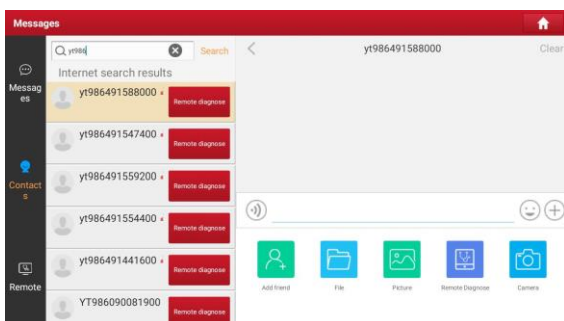 Messages
yt986
Search
yt986491588000
Clear
Internet search results
Messag
es
yt986491588000
Remote diagnose
yt986491547400
Remote diagnose
Contact
s
yt986491559200
Remote diagnose
yt986491554400
Remote diagnose
yt986491441600
Remote diagnose
Remote
YT986090081900
Remote diagnose
Add friend
File
Picture
Remote Diagnose
Camera